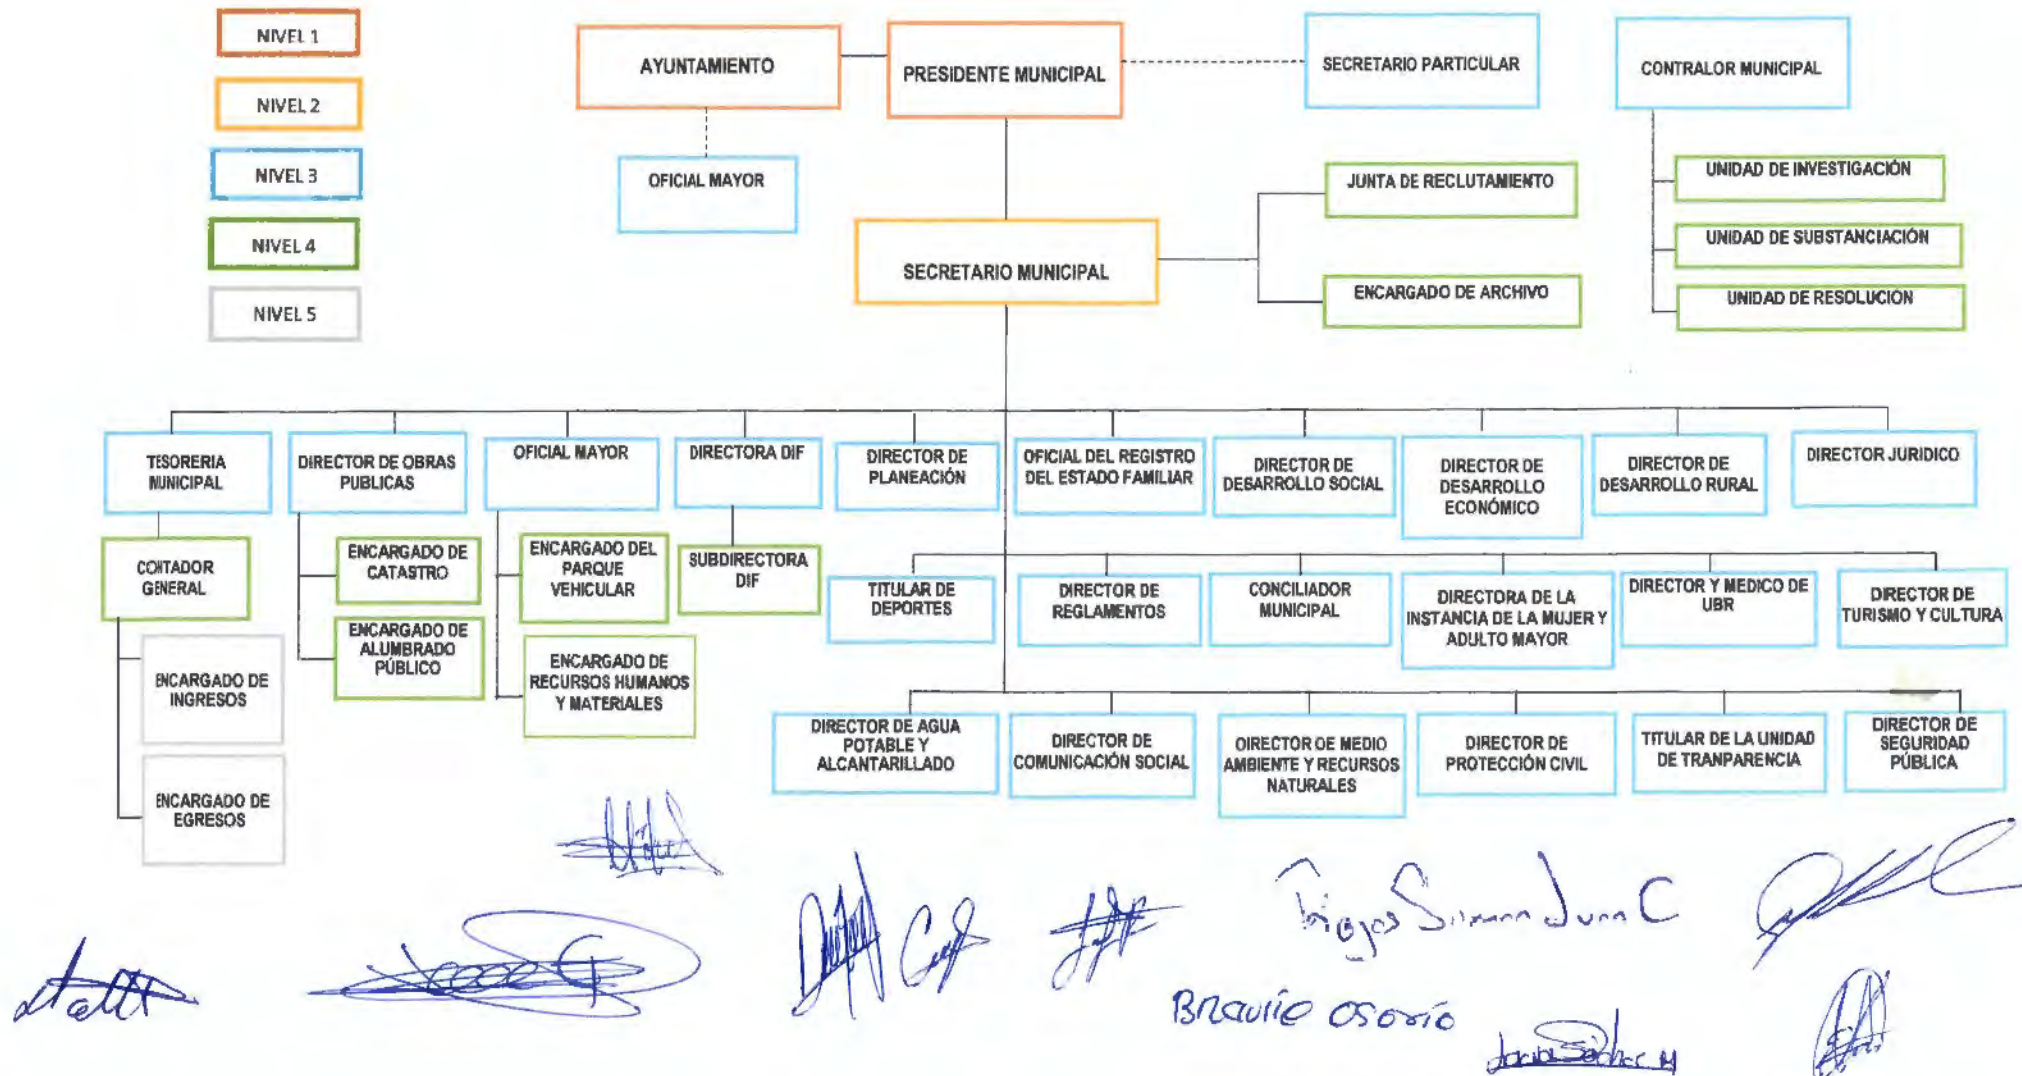 NIVEL 1
NIVEL 2
NIVEL 3
NIVEL 4
NIVEL 5
AYUNTAMIENTO
PRESIDENTE MUNICIPAL
SECRETARIO PARTICULAR
CONTRALOR MUNICIPAL
OFICIAL MAYOR
JUNTA DE RECLUTAMIENTO
UNIDAD DE INVESTIGACIÓN
SECRETARIO MUNICIPAL
UNIDAD DE SUBSTANCIACIÓN
ENCARGADO DE ARCHIVO
UNIDAD DE RESOLUCIÓN
TESORERIA
MUNICIPAL
DIRECTOR DE OBRAS
PUBLICAS
OFICIAL MAYOR
DIRECTORA DIF
DIRECTOR DE
PLANEACIÓN
OFICIAL DEL REGISTRO
DEL ESTADO FAMILIAR
DIRECTOR DE
DESARROLLO SOCIAL
DIRECTOR DE
DESARROLLO
ECONÓMICO
DIRECTOR DE
DESARROLLO RURAL
DIRECTOR JURIDICO
CONTADOR
GENERAL
ENCARGADO DE
CATASTRO
ENCARGADO DEL
PARQUE
VEHICULAR
SUBDIRECTORA
DIF
TITULAR DE
DEPORTES
DIRECTOR DE
REGLAMENTOS
CONCILIADOR
MUNICIPAL
DIRECTORA DE LA
INSTANCIA DE LA MUJER Y
ADULTO MAYOR
DIRECTOR Y MEDICO DE
UBR
DIRECTOR DE
TURISMO Y CULTURA
ENCARGADO DE
INGRESOS
ENCARGADO DE
ALUMBRADO
PÚBLICO
ENCARGADO DE
RECURSOS HUMANOS
Y MATERIALES
DIRECTOR DE AGUA
POTABLE Y
ALCANTARILLADO
DIRECTOR DE
COMUNICACIÓN SOCIAL
DIRECTOR DE MEDIO
AMBIENTE Y RECURSOS
NATURALES
DIRECTOR DE
PROTECCIÓN CIVIL
TITULAR DE LA UNIDAD
DE TRANPARENCIA
DIRECTOR DE
SEGURIDAD
PÚBLICA
ENCARGADO DE
EGRESOS
Juan C
osorio